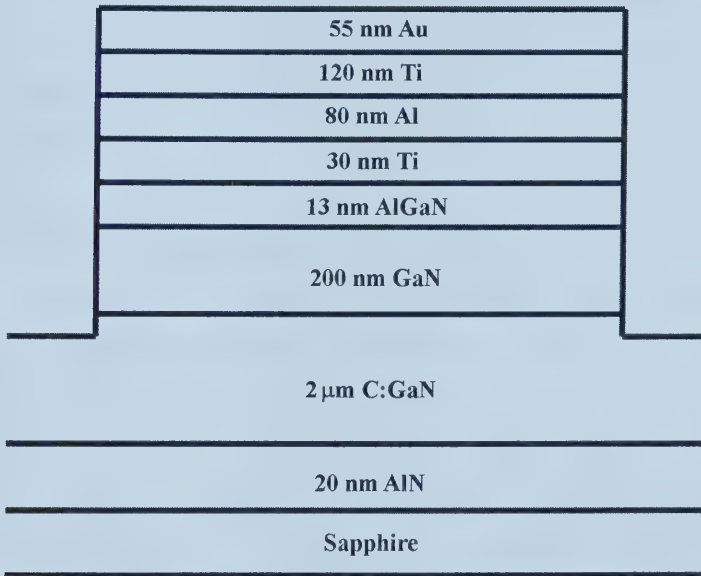 55 nm Au
120 nm Ti
80 nm Al
30 nm Ti
13 nm AlGaN
200 nm GaN
2 μm C:GaN
20 nm AlN
Sapphire